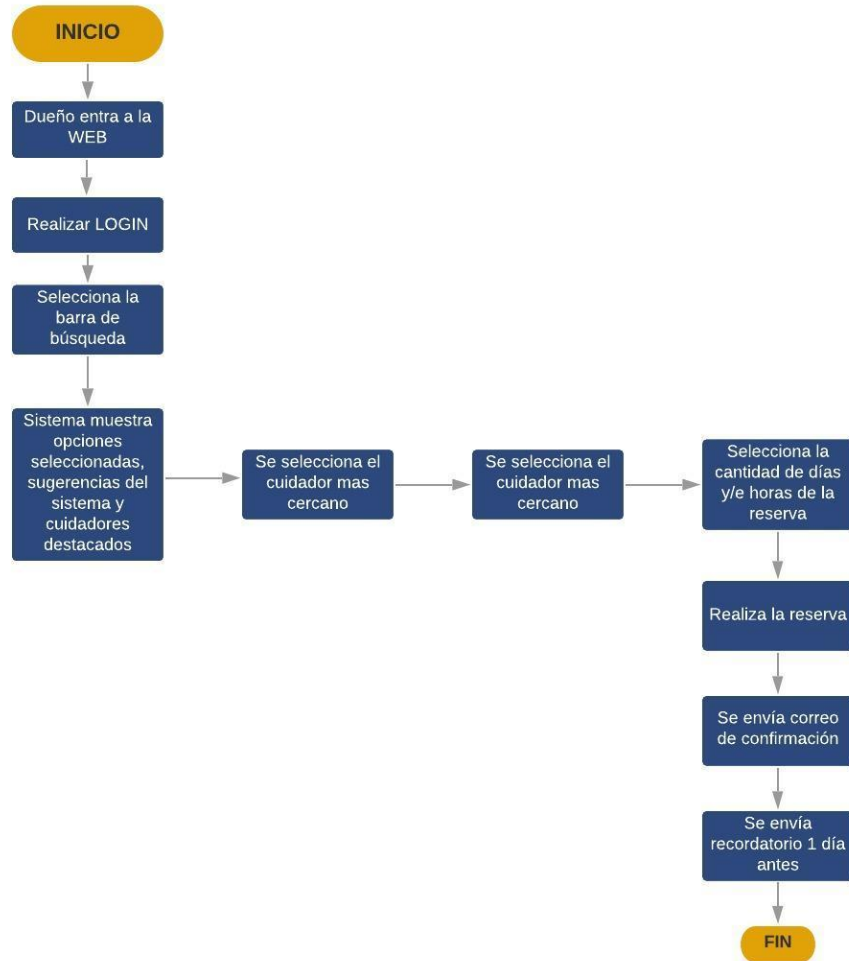 INICIO
Dueño entra a la
WEB
Realizar LOGIN
Selecciona la
barra de
búsqueda
Sistema muestra
opciones
seleccionadas,
sugerencias del
sistema y
cuidadores
destacados
Se selecciona el
cuidador mas
cercano
Se selecciona el
cuidador mas
cercano
Selecciona la
cantidad de días
y/e horas de la
reserva
Realiza la reserva
Se envía correo
de confirmación
Se envía
recordatorio 1 día
antes
FIN